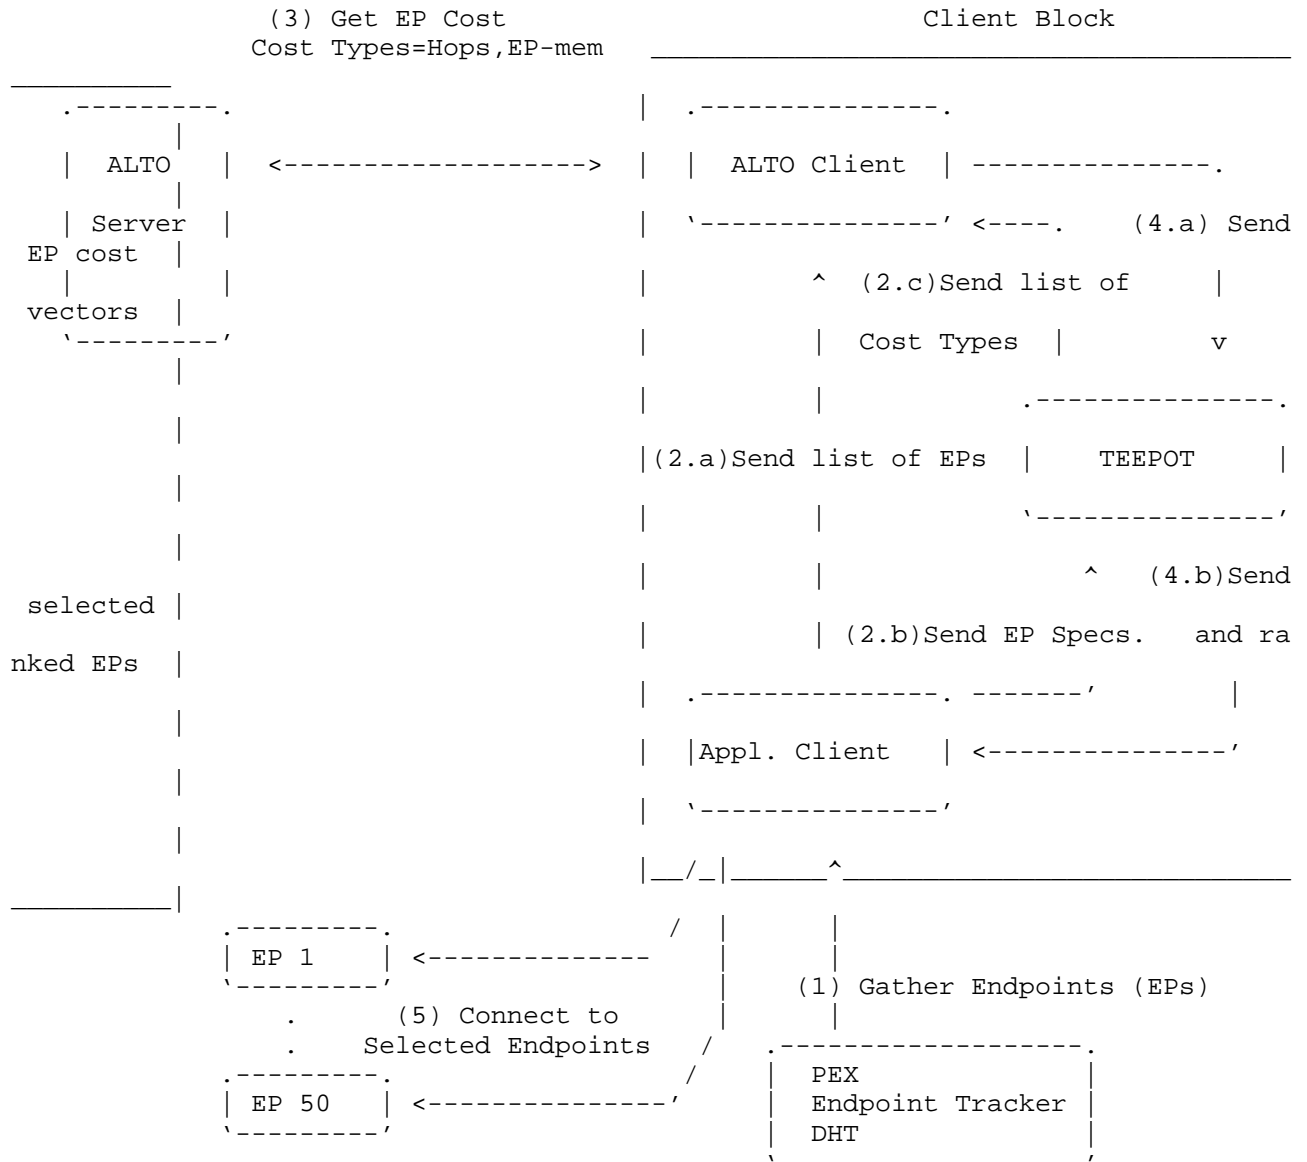 (3) Get EP Cost Client Block
Cost Types=Hops,EP-mem
ALTO ALTO Client
Server (4.a) Send
EP cost
(2.c)Send list of
vectors
Cost Types v
(2.a)Send list of EPs TEEPOT
(4.b)Send
selected
(2.b)Send EP Specs. and ra
nked EPs
Appl. Client
EP 1
(1) Gather Endpoints (EPs)
(5) Connect to
Selected Endpoints
PEX
EP 50 Endpoint Tracker
DHT